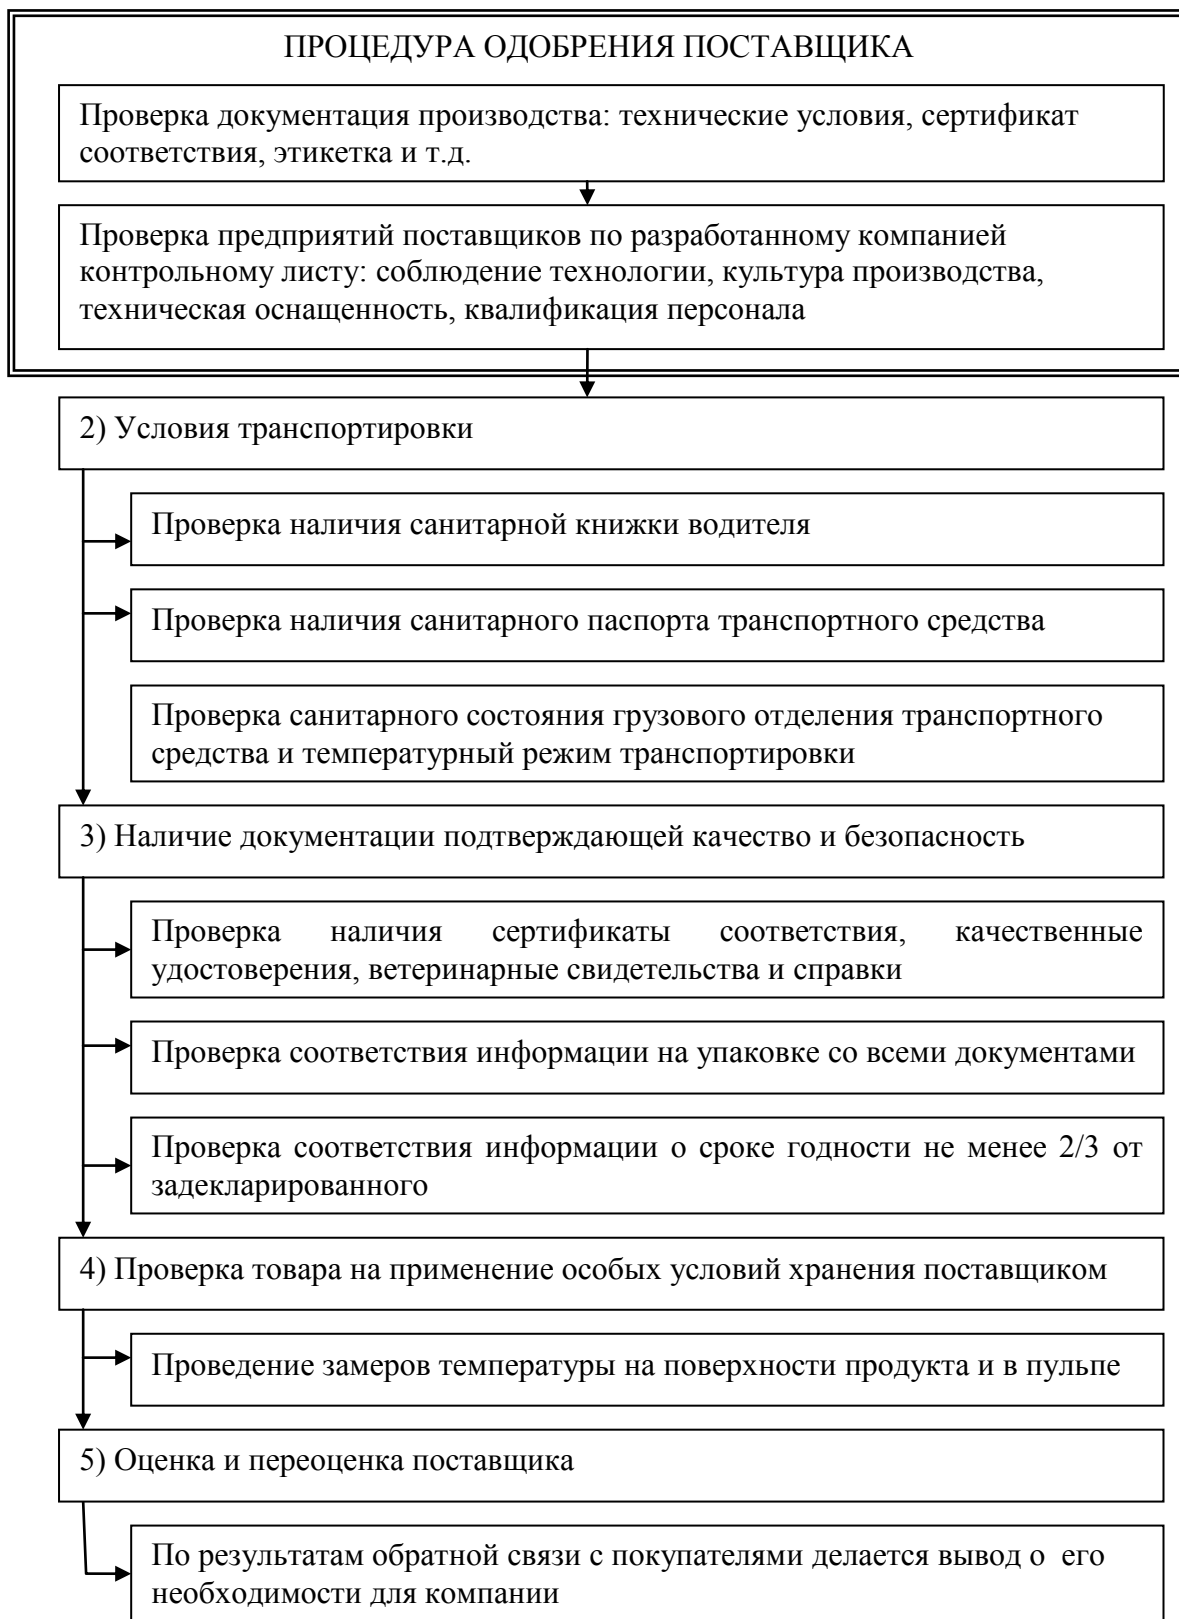 ПРОЦЕДУРА ОДОБРЕНИЯ ПОСТАВЩИКА
Проверка документация производства: технические условия, сертификат
соответствия, этикетка и т.д.
Проверка предприятий поставщиков по разработанному компанией
контрольному листу: соблюдение технологии, культура производства,
техническая оснащенность, квалификация персонала
2) Условия транспортировки
Проверка наличия санитарной книжки водителя
Проверка наличия санитарного паспорта транспортного средства
Проверка санитарного состояния грузового отделения транспортного
средства и температурный режим транспортировки
3) Наличие документации подтверждающей качество и безопасность
Проверка наличия сертификаты соответствия, качественные
удостоверения, ветеринарные свидетельства и справки
Проверка соответствия информации на упаковке со всеми документами
Проверка соответствия информации о сроке годности не менее 2/3 от
задекларированного
4) Проверка товара на применение особых условий хранения поставщиком
Проведение замеров температуры на поверхности продукта и в пульпе
5) Оценка и переоценка поставщика
По результатам обратной связи с покупателями делается вывод о его
необходимости для компании